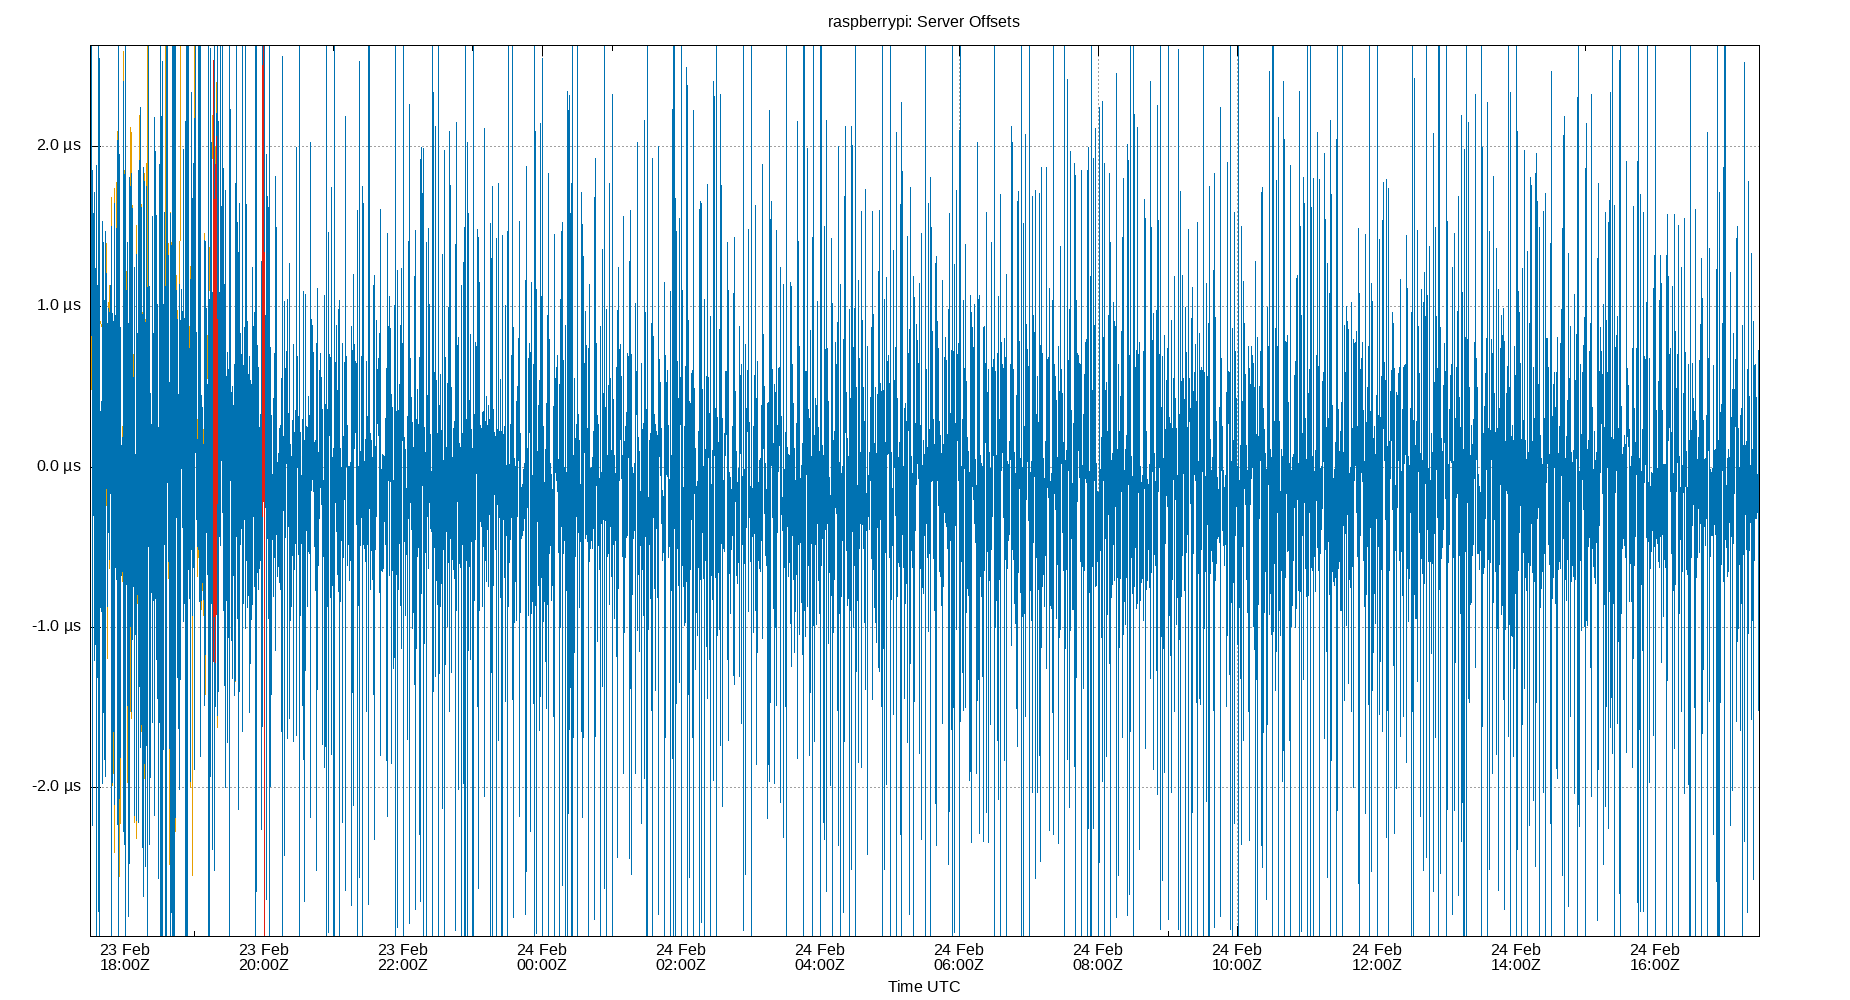 raspberrypi: Server Offsets
2.0 µs
1.0 µs
0.0 µs
-1.0 µs
-2.0 µs
23 Feb 23 Feb 23 Feb 24 Feb 24 Feb 24 Feb 24 Feb 24 Feb 24 Feb 24 Feb 24 Feb 24 Feb
18:00Z 20:00Z 22:00Z 00:00Z 02:00Z 04:00Z 06:00Z 08:00Z 10:00Z 12:00Z 14:00Z 16:00Z
Time UTC